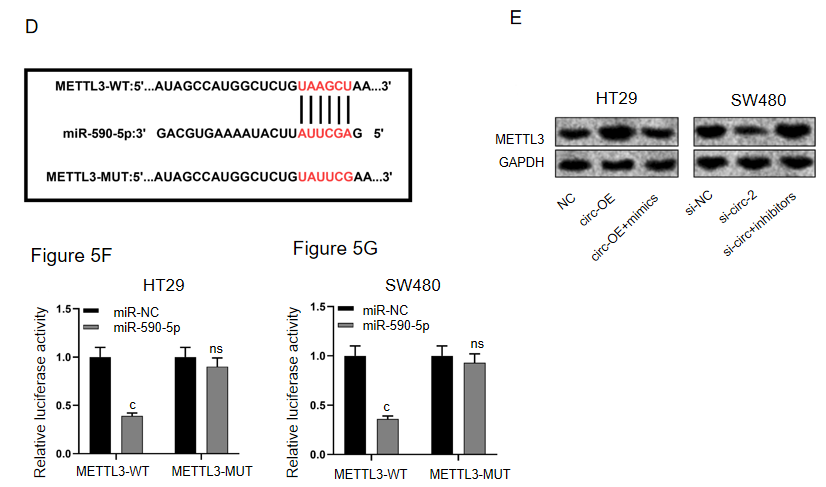 D
METTL3-WT:5'...AUAGCCAUGGCUCUGUAAGCUAA...3'
miR-590-5p:3' GACGUGAAAAUACUUAUUCGAG 5'
METTL3-MUT:5'...AUAGCCAUGGCUCUGUAUUCGAA...3'
E
HT29
SW480
METTL3
GAPDH
NC
circ-OE
circ-OE+mimics
si-NC
si-circ-2
si-circ+inhibitors
Figure 5F
HT29
Relative luciferase activity
1.5
1.0
0.5
0.0
miR-NC
miR-590-5p
c
ns
METTL3-WT
METTL3-MUT
Figure 5G
SW480
Relative luciferase activity
1.5
1.0
0.5
0.0
miR-NC
miR-590-5p
c
ns
METTL3-WT
METTL3-MUT